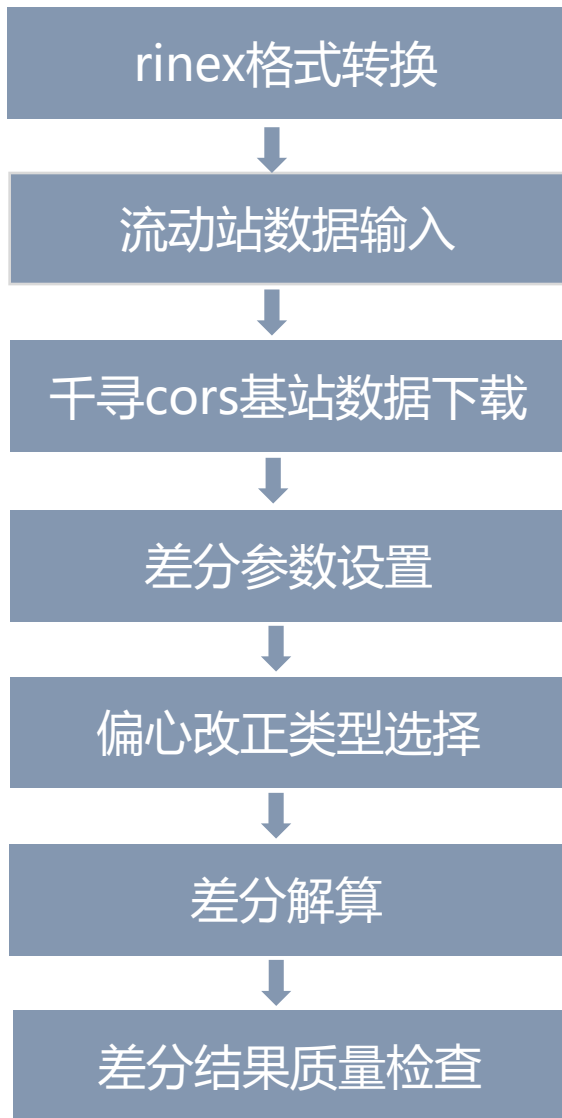 rinex格式转换
流动站数据输入
千寻cors基站数据下载
差分参数设置
偏心改正类型选择
差分解算
差分结果质量检查